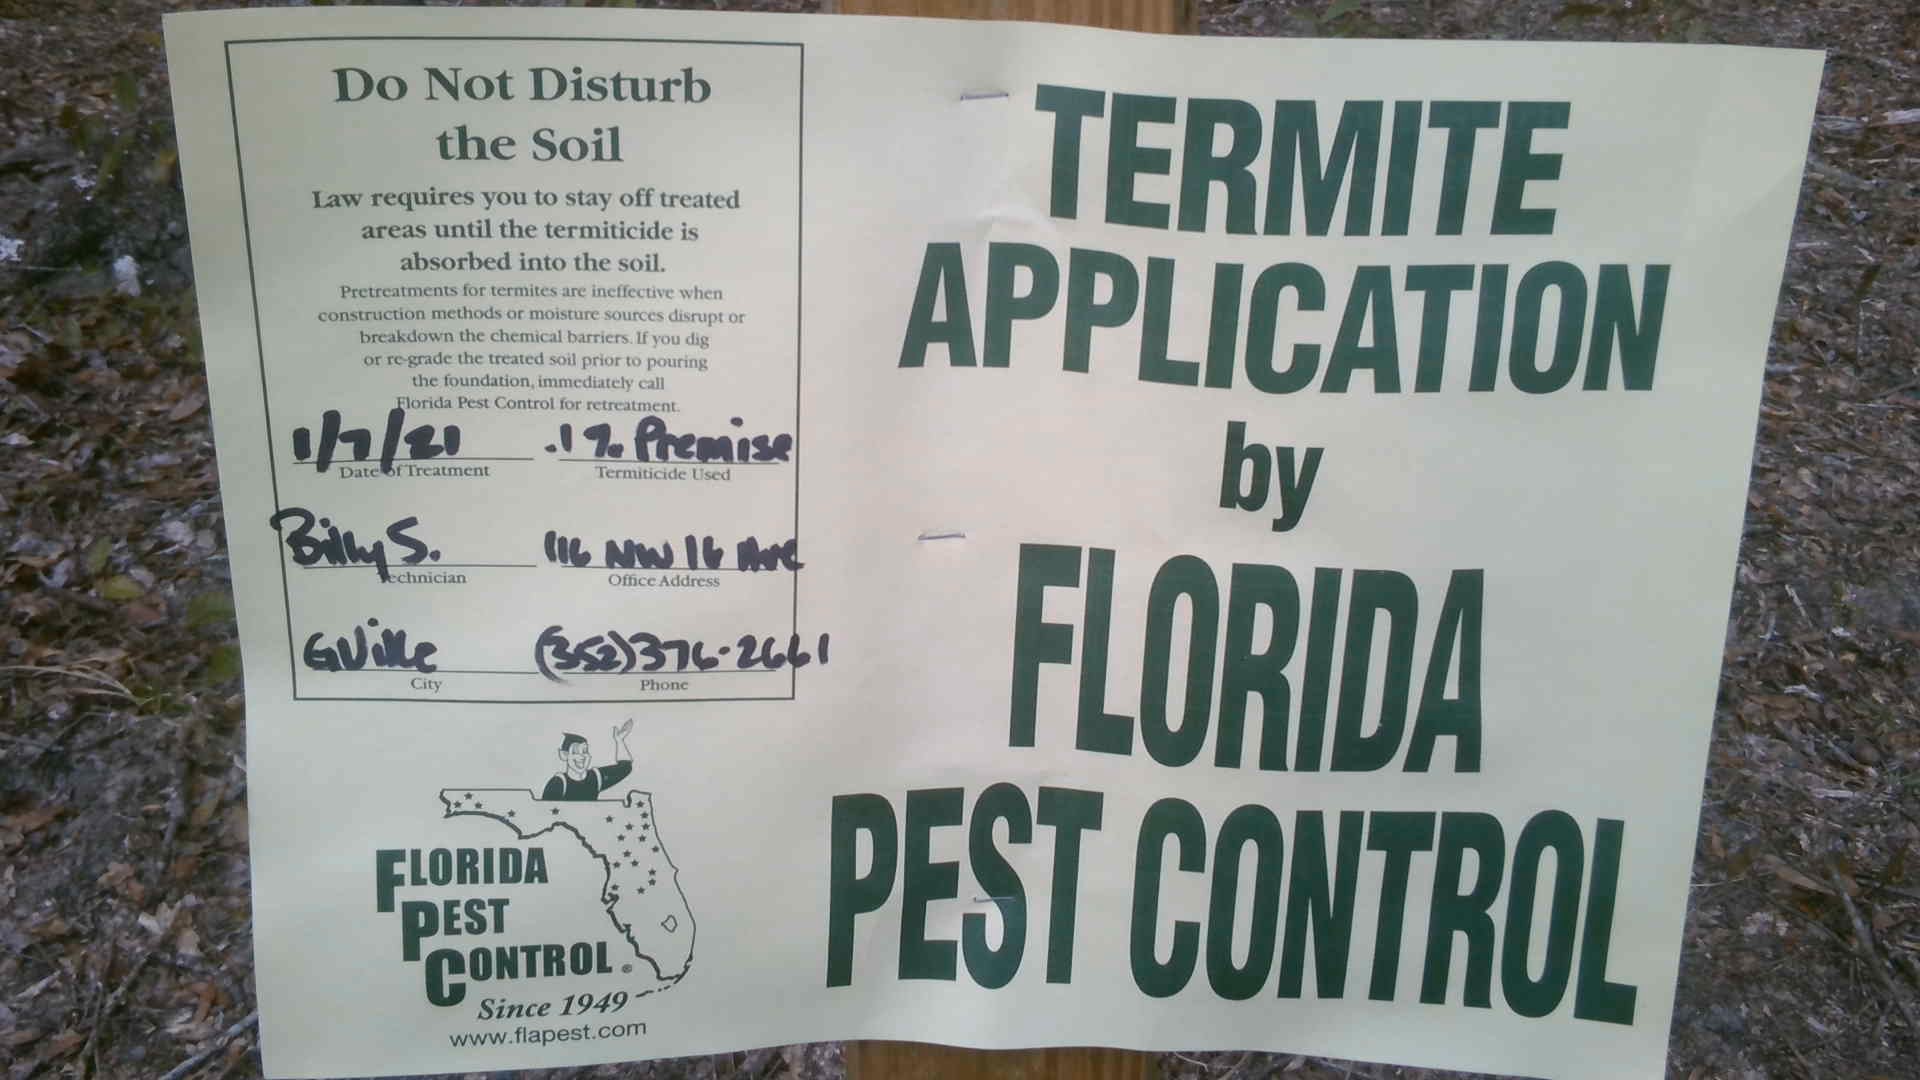 Do Not Disturb
the Soil
Law requires you to stay off treated
areas until the termiticide is
absorbed into the soil.
Pretreatments for termites are ineffective when
construction methods or moisture sources disrupt or
breakdown the chemical barriers. If you dig
or re-grade the treated soil prior to pouring
the foundation, immediately call
Florida Pest Control for retreatment.
1/7/21 .1% Premise
Date of Treatment Termiticide Used
Billy S. 116 NW 16 Ave
Technician Office Address
GVille (352)376-2661
City Phone
FLORIDA
PEST
CONTROL®
Since 1949
www.flapest.com
TERMITE
APPLICATION
by
FLORIDA
PEST CONTROL